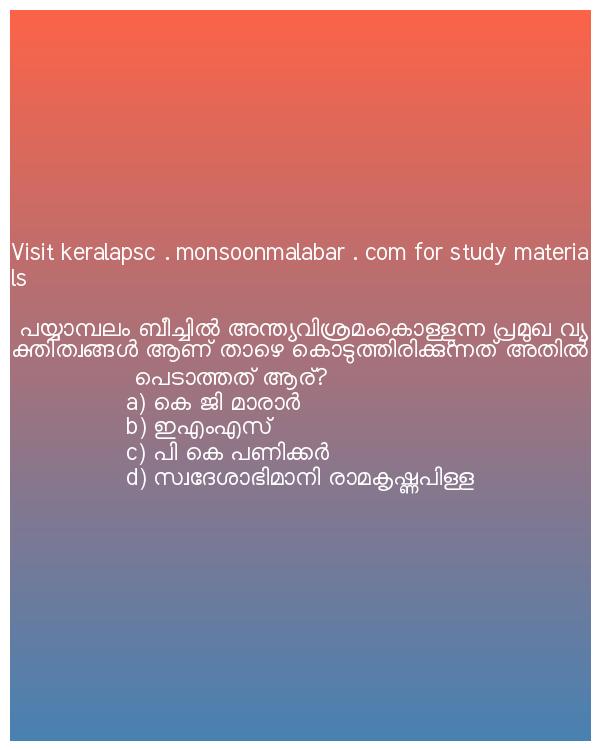 Visit keralapsc . monsoonmalabar . com for study materia
ls
പയ്യാമ്പലം ബീച്ചിൽ അന്ത്യവിശ്രമംകൊള്ളുന്ന പ്രമുഖ വ്യ
ക്തിത്വങ്ങൾ ആണ് താഴെ കൊടുത്തിരിക്കുന്നത് അതിൽ
പെടാത്തത് ആര്?
a) കെ ജി മാരാർ
b) ഇഎംഎസ്
c) പി കെ പണിക്കർ
d) സ്വദേശാഭിമാനി രാമകൃഷ്ണപിള്ള